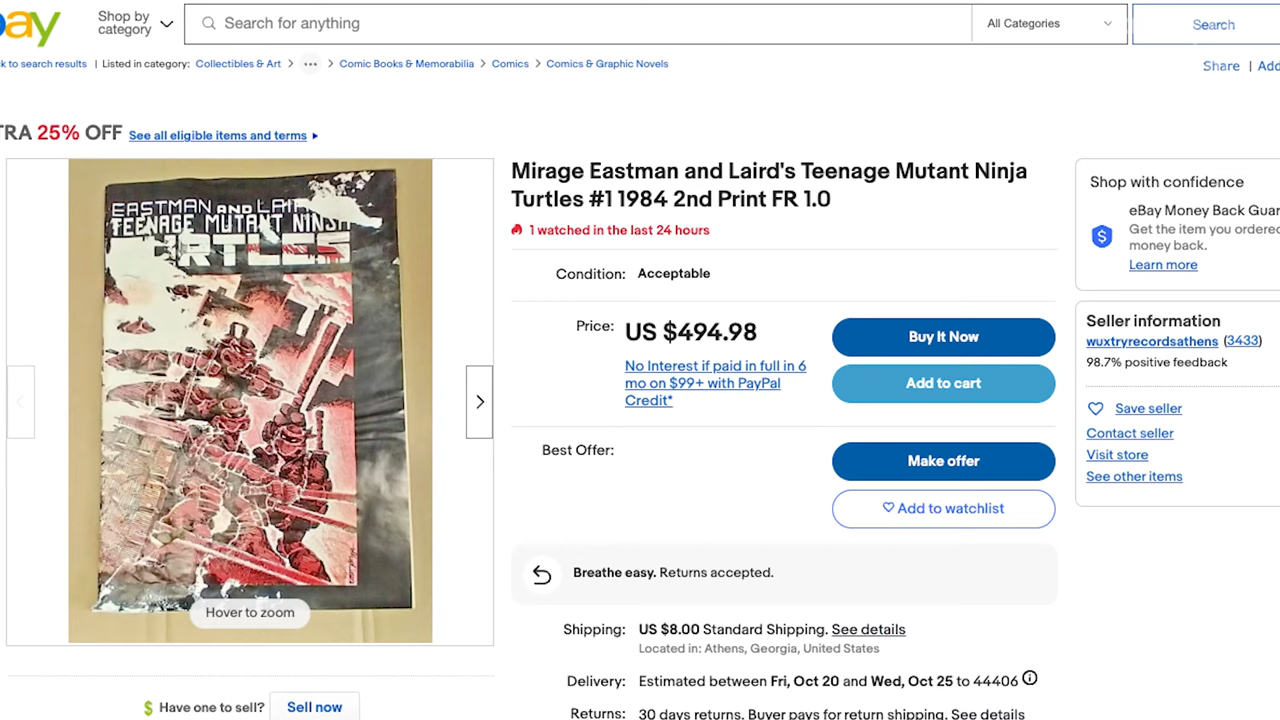 ay
Shop by
category
Search for anything
All Categories
Search
k to search results | Listed in category: Collectibles & Art > ... > Comic Books & Memorabilia > Comics > Comics & Graphic Novels
Share | Add
TRA 25% OFF See all eligible items and terms
EASTMAN AND LAIR
TEENAGE MUTANT NINJA
TURTLES
Hover to zoom
Have one to sell? Sell now
Mirage Eastman and Laird's Teenage Mutant Ninja
Turtles #1 1984 2nd Print FR 1.0
1 watched in the last 24 hours
Condition: Acceptable
Price: US $494.98
No Interest if paid in full in 6
mo on $99+ with PayPal
Credit*
Buy It Now
Add to cart
Best Offer:
Make offer
Add to watchlist
Breathe easy. Returns accepted.
Shipping: US $8.00 Standard Shipping. See details
Located in: Athens, Georgia, United States
Delivery: Estimated between Fri, Oct 20 and Wed, Oct 25 to 44406
Returns: 30 days returns. Buyer pays for return shipping. See details
Shop with confidence
eBay Money Back Guar
Get the item you ordered
money back.
Learn more
Seller information
wuxtryrecordsathens (3433)
98.7% positive feedback
Save seller
Contact seller
Visit store
See other items